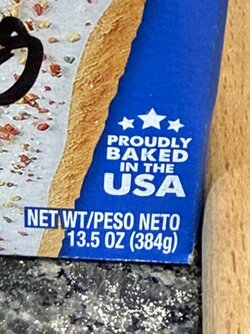 PROUDLY
BAKED
IN THE
USA
NET WT/PESO NETO
13.5 OZ (384g)